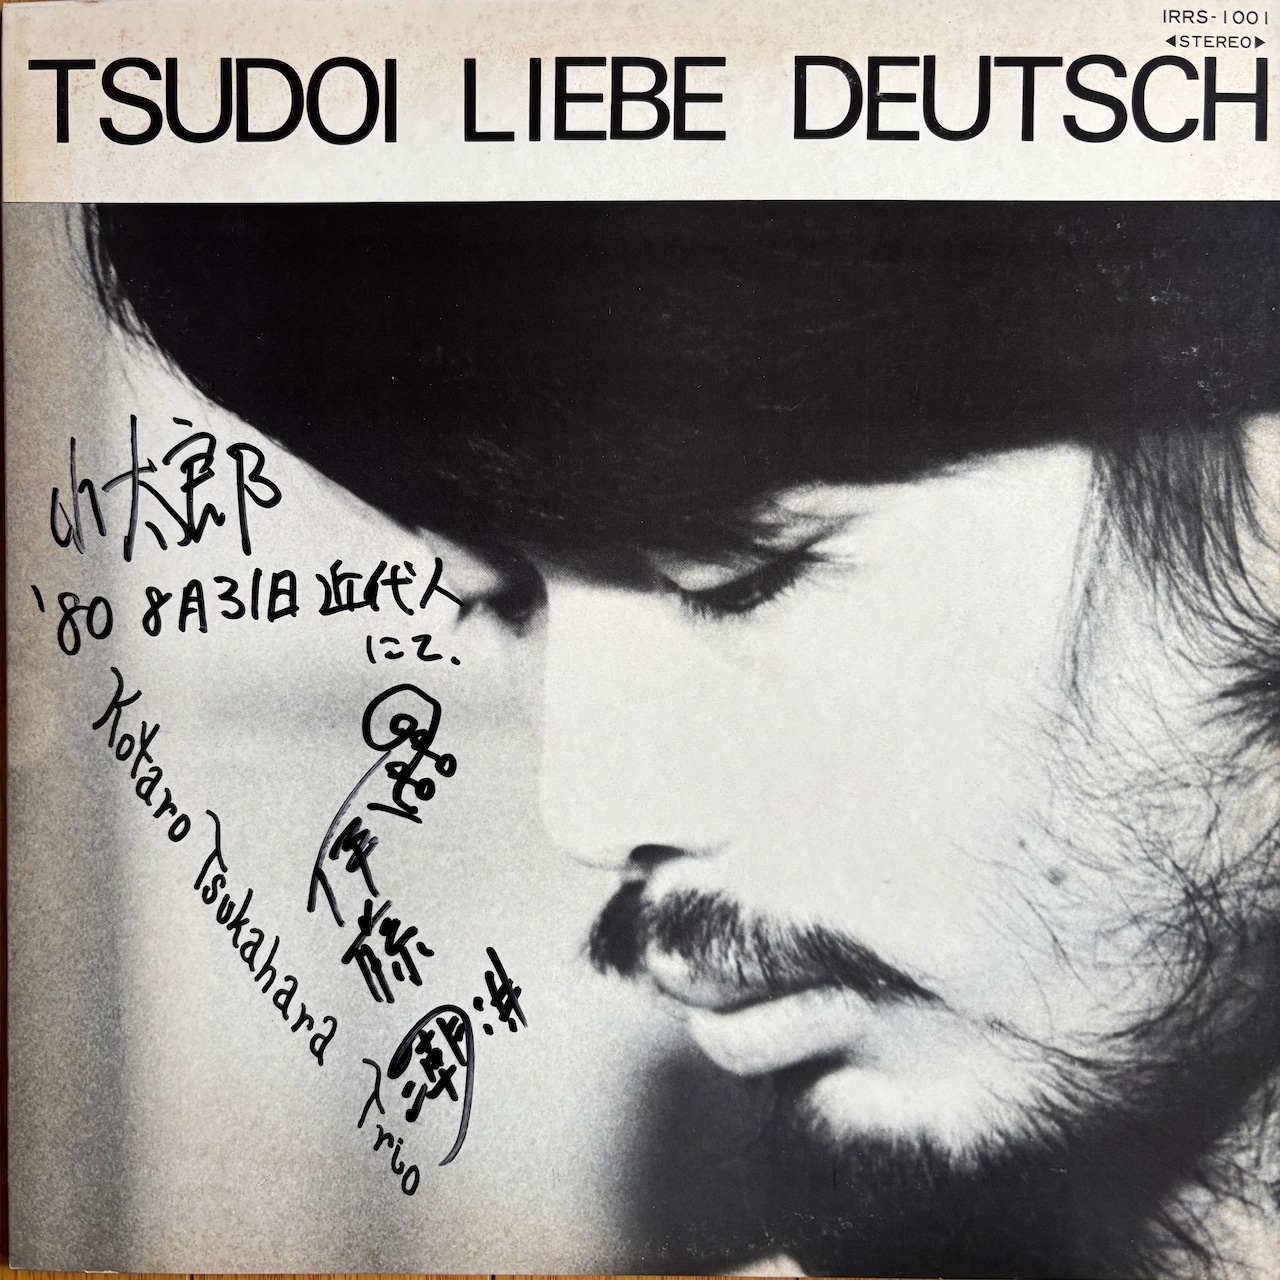 IRRS-1001
◀STEREO▶
TSUDOI LIEBE DEUTSCH
小太郎
'80 8月31日 近代人
にて.
Kotaro Tsukahara Trio
伊藤
潮